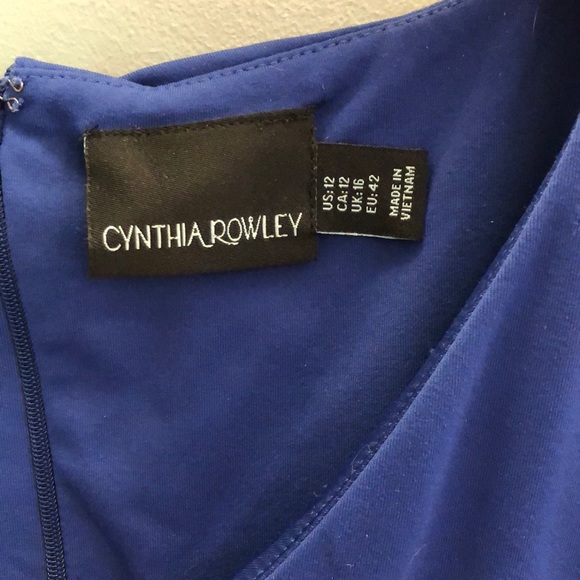 CYNTHIA ROWLEY
US:12
CA:12
UK:16
EU:42
MADE IN
VIETNAM